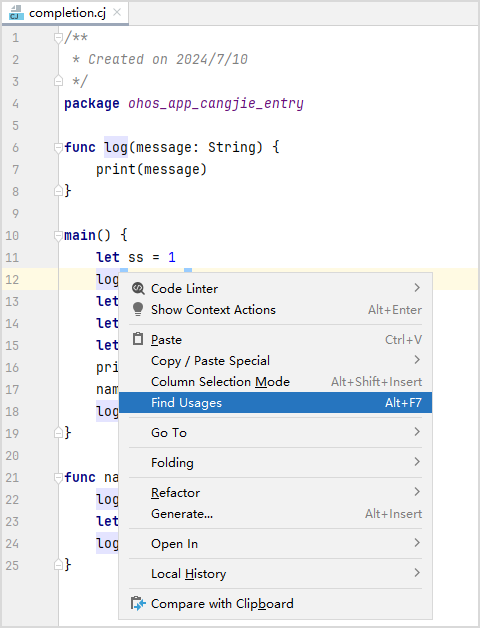 completion.cj
1 /**
2 * Created on 2024/7/10
3 */
4 package ohos_app_cangjie_entry
5
6 func log(message: String) {
7 print(message)
8 }
9
10 main() {
11 let ss = 1
12 log
Code Linter
13 let
Show Context Actions Alt+Enter
14 let
15 let
Paste Ctrl+V
16 pri
Copy / Paste Special
17 nam
Column Selection Mode Alt+Shift+Insert
18 log
Find Usages Alt+F7
19 }
Go To
20
Folding
21 func na
22 log
Refactor
23 let
Generate... Alt+Insert
24 log
Open In
25 }
Local History
Compare with Clipboard